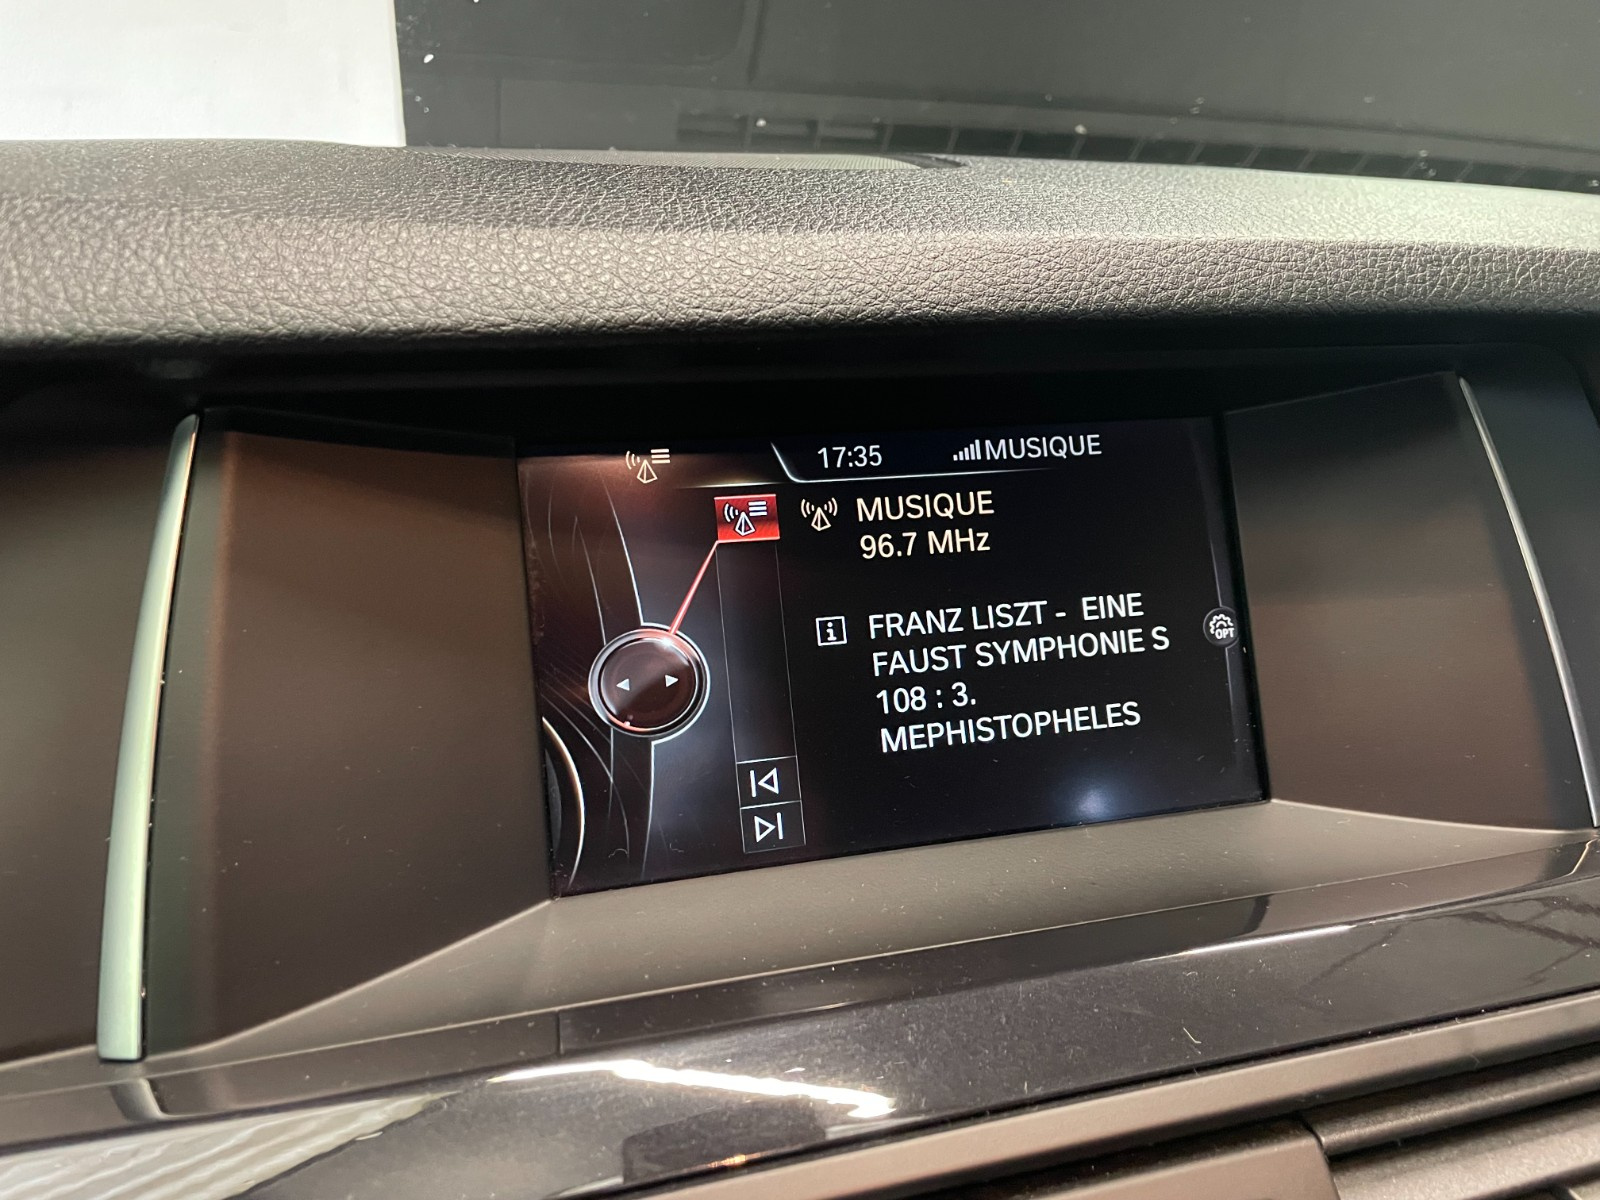 17:35 MUSIQUE
MUSIQUE
96.7 MHz
FRANZ LISZT - EINE
FAUST SYMPHONIE S
108 : 3.
MEPHISTOPHELES
OPT